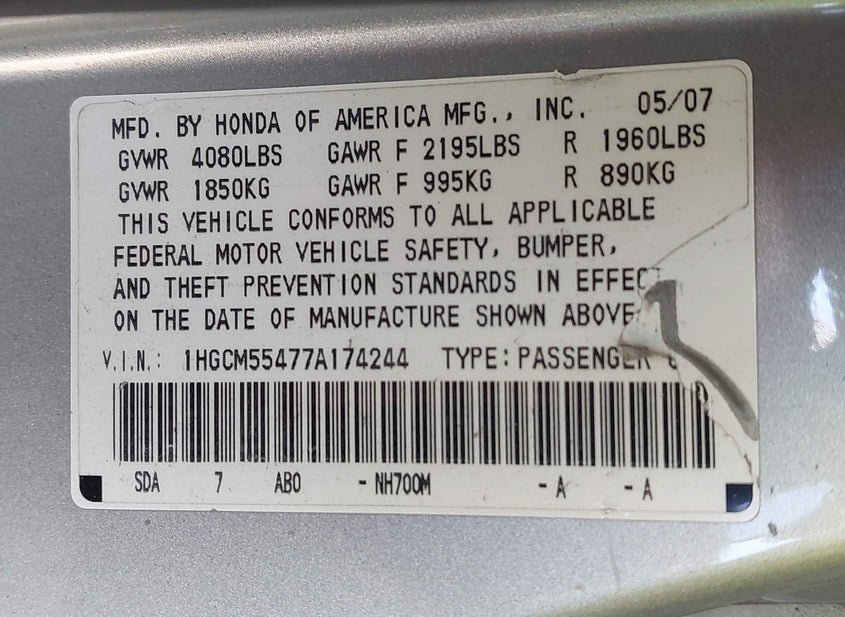 MFD. BY HONDA OF AMERICA MFG., INC. 05/07
GVWR 4080LBS GAWR F 2195LBS R 1960LBS
GVWR 1850KG GAWR F 995KG R 890KG
THIS VEHICLE CONFORMS TO ALL APPLICABLE
FEDERAL MOTOR VEHICLE SAFETY, BUMPER,
AND THEFT PREVENTION STANDARDS IN EFFECT
ON THE DATE OF MANUFACTURE SHOWN ABOVE
V.I.N.: 1HGCM55477A174244 TYPE: PASSENGER
SDA 7 AB0 - NH700M - A - A